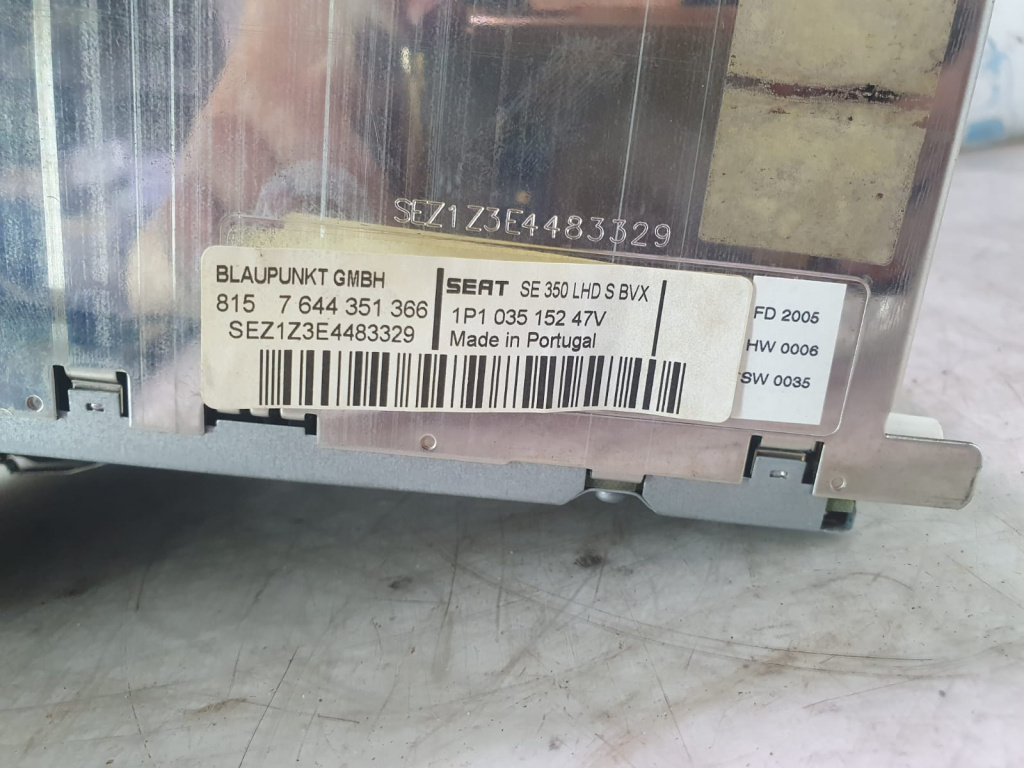 SEZ1Z3E4483329
BLAUPUNKT GMBH
815 7 644 351 366
SEZ1Z3E4483329
SEAT SE 350 LHD S BVX
1P1 035 152 47V
Made in Portugal
FD 2005
HW 0006
SW 0035